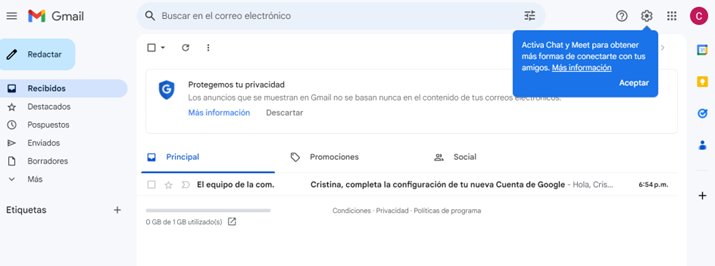 Gmail
Buscar en el correo electrónico
C
Redactar
Recibidos
Destacados
Pospuestos
Enviados
Borradores
Más
Etiquetas
Activa Chat y Meet para obtener
más formas de conectarte con tus
amigos. Más información
Aceptar
Protegemos tu privacidad
Los anuncios que se muestran en Gmail no se basan nunca en el contenido de tus correos electrónicos.
Más información Descartar
Principal Promociones Social
El equipo de la com. Cristina, completa la configuración de tu nueva Cuenta de Google - Hola, Cris... 6:54 p.m.
0 GB de 1 GB utilizado(s)
Condiciones · Privacidad · Políticas de programa